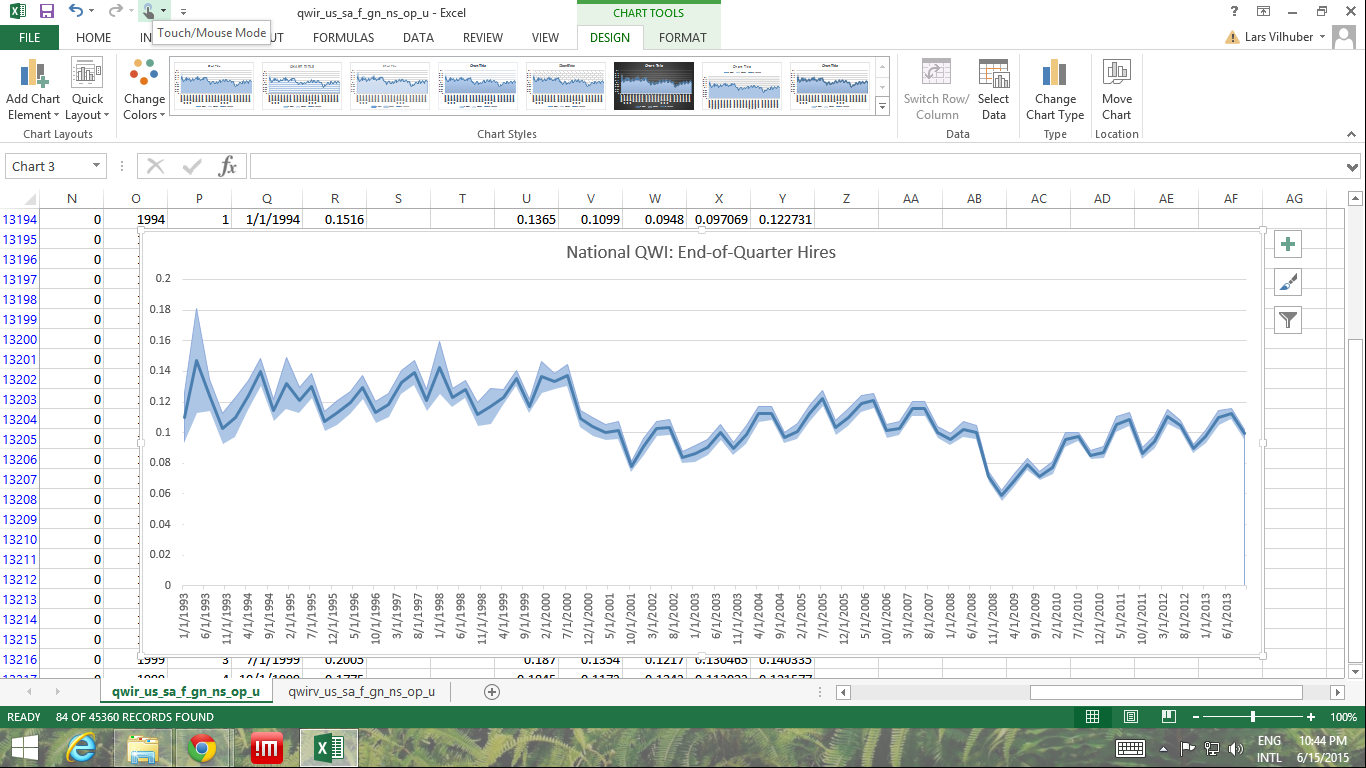 qwir_us_sa_f_gn_ns_op_u - Excel
CHART TOOLS
?
FILE
HOME
IN
UT
FORMULAS
DATA
REVIEW
VIEW
DESIGN
FORMAT
Lars Vilhuber
Touch/Mouse Mode
Add Chart Element
Quick Layout
Change Colors
Switch Row/ Column
Select Data
Change Chart Type
Move Chart
Chart Layouts
Chart Styles
Data
Type
Location
Chart 3
fx
N O P Q R S T U V W X Y Z AA AB AC AD AE AF AG
13194 0 1994 1 1/1/1994 0.1516 0.1365 0.1099 0.0948 0.097069 0.122731
13195 0
13196 0
13197 0
13198 0
13199 0
13200 0
13201 0
13202 0
13203 0
13204 0
13205 0
13206 0
13207 0
13208 0
13209 0
13210 0
13211 0
13212 0
13213 0
13214 0
13215 0
13216 0 1999 3 7/1/1999 0.2005 0.187 0.1354 0.1217 0.130465 0.140335
National QWI: End-of-Quarter Hires
0.2
0.18
0.16
0.14
0.12
0.1
0.08
0.06
0.04
0.02
0
1/1/1993
6/1/1993
11/1/1993
4/1/1994
9/1/1994
2/1/1995
7/1/1995
12/1/1995
5/1/1996
10/1/1996
3/1/1997
8/1/1997
1/1/1998
6/1/1998
11/1/1998
4/1/1999
9/1/1999
2/1/2000
7/1/2000
12/1/2000
5/1/2001
10/1/2001
3/1/2002
8/1/2002
1/1/2003
6/1/2003
11/1/2003
4/1/2004
9/1/2004
2/1/2005
7/1/2005
12/1/2005
5/1/2006
10/1/2006
3/1/2007
8/1/2007
1/1/2008
6/1/2008
11/1/2008
4/1/2009
9/1/2009
2/1/2010
7/1/2010
12/1/2010
5/1/2011
10/1/2011
3/1/2012
8/1/2012
1/1/2013
6/1/2013
qwir_us_sa_f_gn_ns_op_u
qwirv_us_sa_f_gn_ns_op_u
READY 84 OF 45360 RECORDS FOUND
100%
!M
ENG
INTL
10:44 PM
6/15/2015